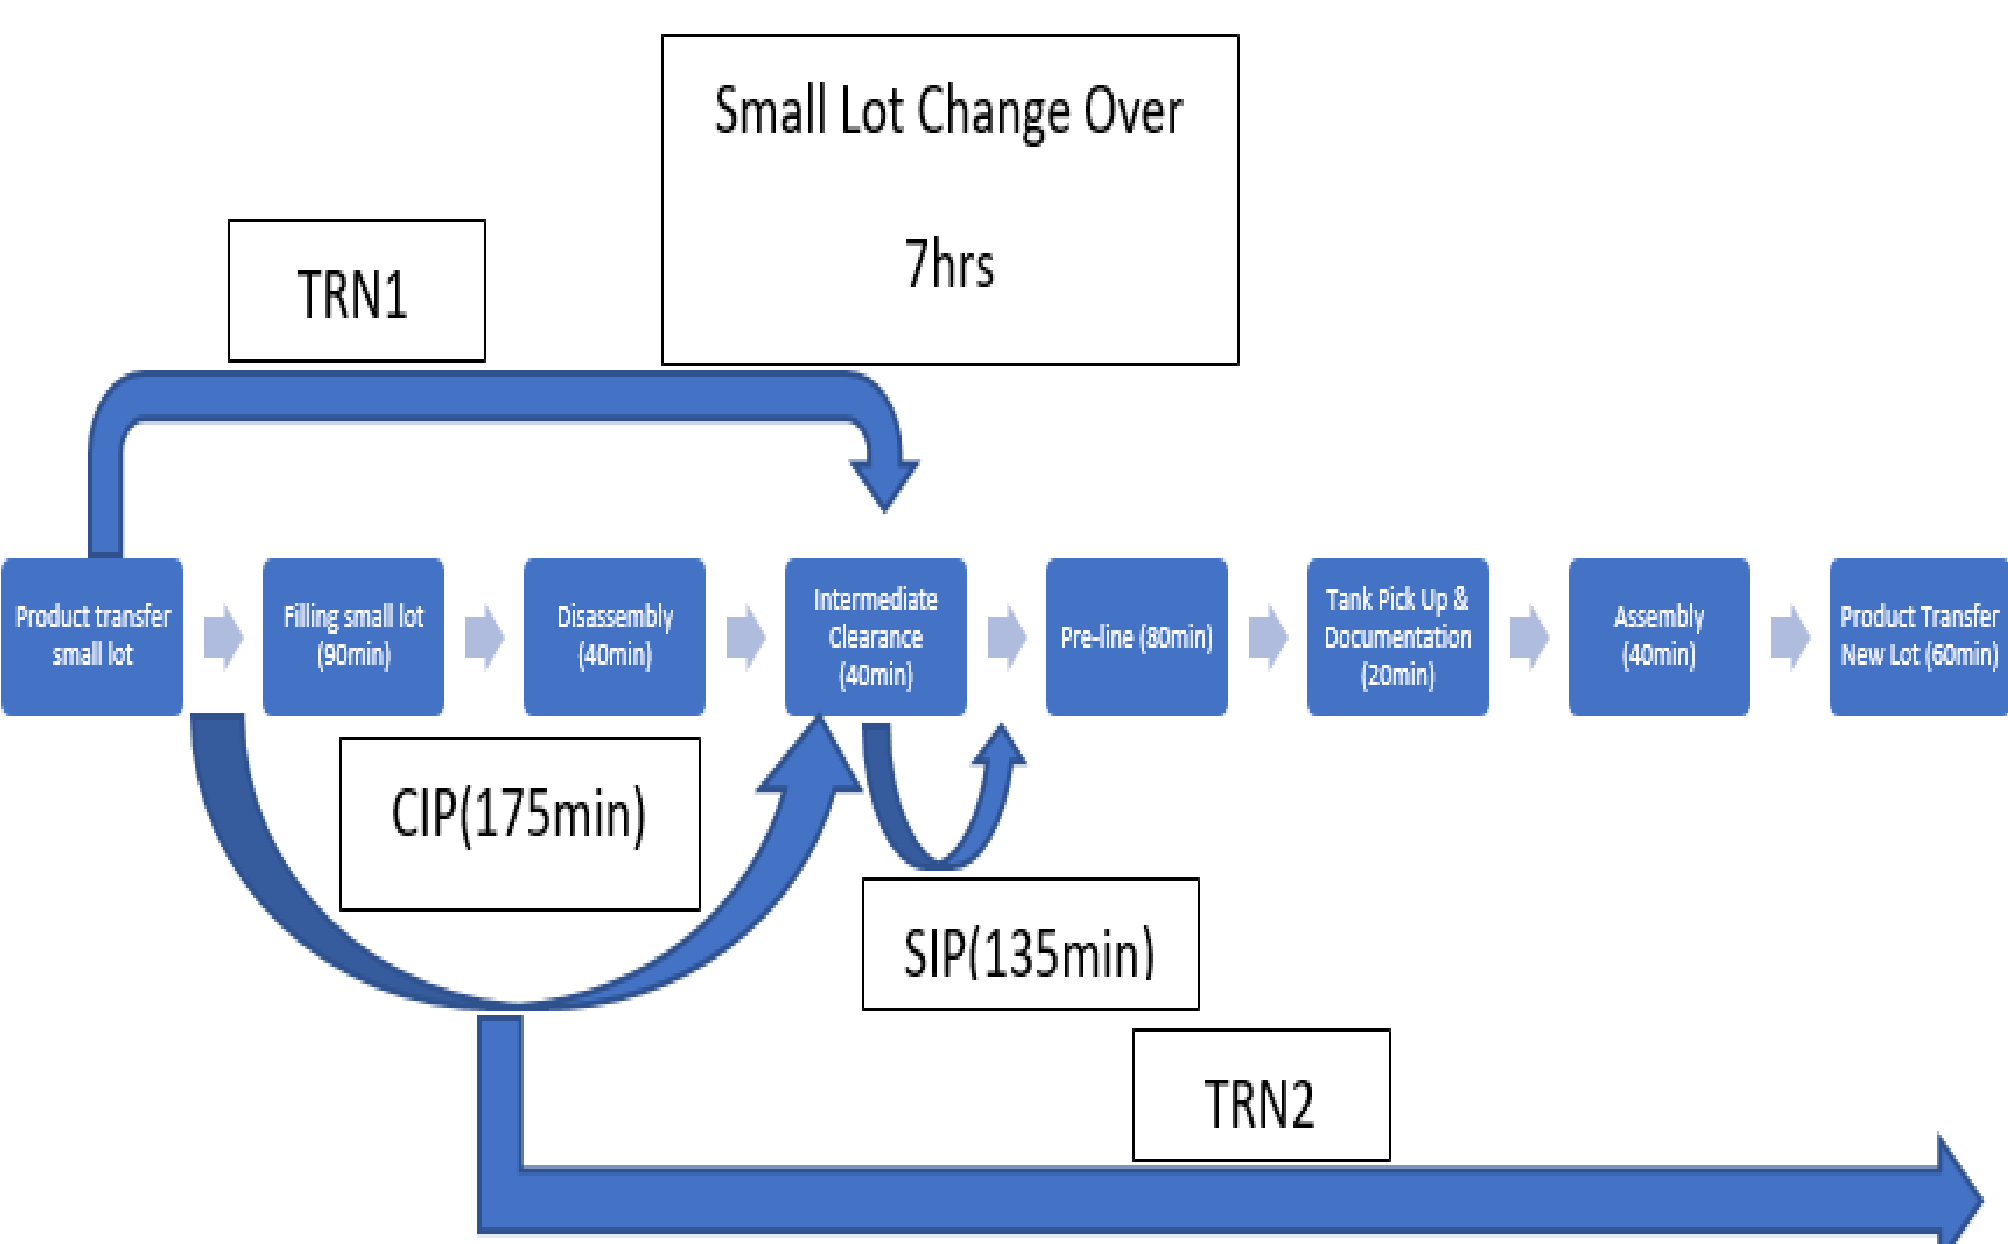 Small Lot Change Over
7hrs
TRN1
Product transfer
small lot
Filling small lot
(90min)
Disassembly
(40min)
Intermediate
Clearance
(40min)
Pre-line (80min)
Tank Pick Up &
Documentation
(20min)
Assembly
(40min)
Product Transfer
New Lot (60min)
CIP(175min)
SIP(135min)
TRN2